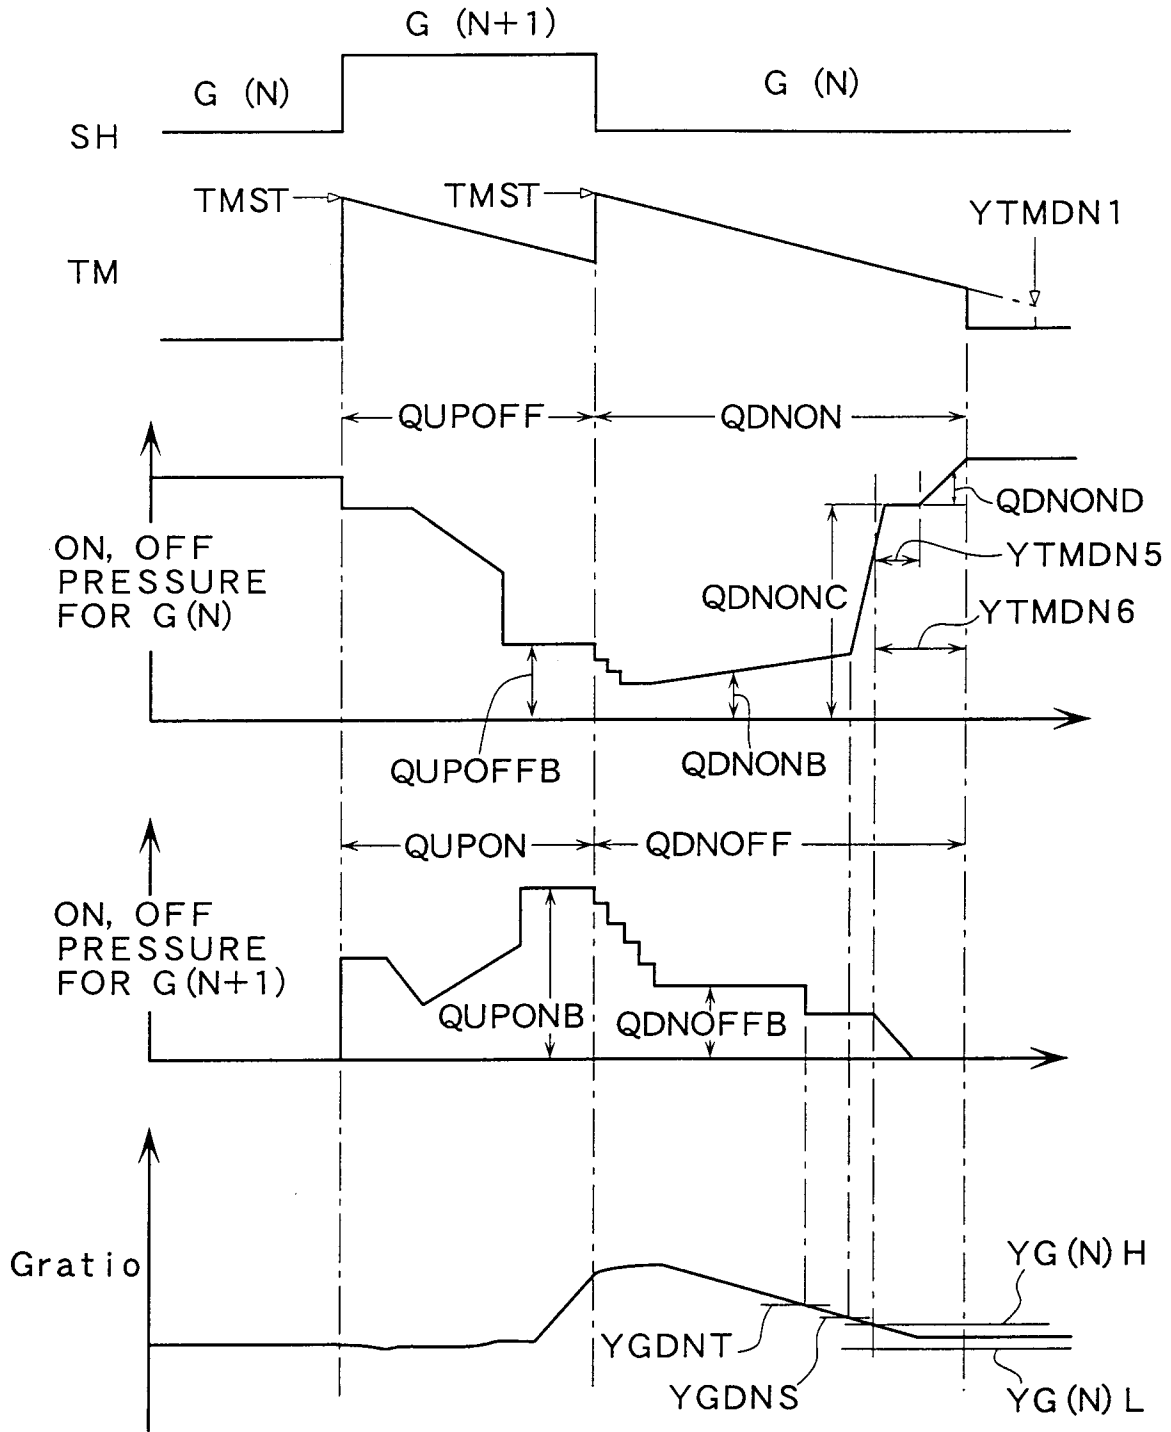 G (N+1)
G (N)
G (N)
SH
TMST
TMST
YTMDN1
TM
QUPOFF
QDNON
QDNOND
ON, OFF
PRESSURE
FOR G(N)
YTMDN5
QDNONC
YTMDN6
QUPOFFB
QDNONB
QUPON
QDNOFF
ON, OFF
PRESSURE
FOR G(N+1)
QUPONB
QDNOFFB
Gratio
YG(N)H
YGDNT
YGDNS
YG(N)L